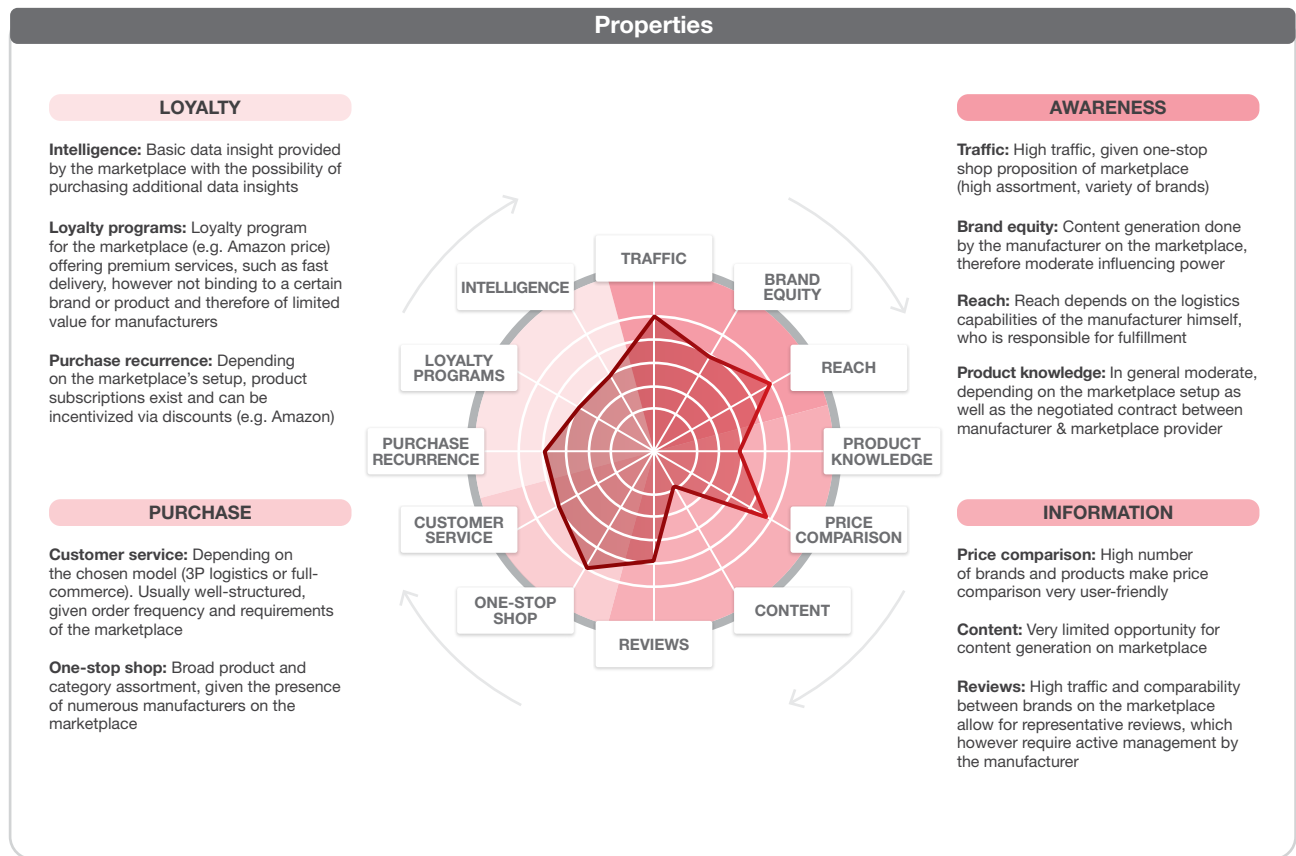 Properties
LOYALTY
Intelligence: Basic data insight provided
by the marketplace with the possibility of
purchasing additional data insights
Loyalty programs: Loyalty program
for the marketplace (e.g. Amazon price)
offering premium services, such as fast
delivery, however not binding to a certain
brand or product and therefore of limited
value for manufacturers
Purchase recurrence: Depending
on the marketplace's setup, product
subscriptions exist and can be
incentivized via discounts (e.g. Amazon)
PURCHASE
Customer service: Depending on
the chosen model (3P logistics or full-
commerce). Usually well-structured,
given order frequency and requirements
of the marketplace
One-stop shop: Broad product and
category assortment, given the presence
of numerous manufacturers on the
marketplace
TRAFFIC
BRAND
EQUITY
REACH
PRODUCT
KNOWLEDGE
PRICE
COMPARISON
CONTENT
REVIEWS
ONE-STOP
SHOP
CUSTOMER
SERVICE
PURCHASE
RECURRENCE
LOYALTY
PROGRAMS
INTELLIGENCE
AWARENESS
Traffic: High traffic, given one-stop
shop proposition of marketplace
(high assortment, variety of brands)
Brand equity: Content generation done
by the manufacturer on the marketplace,
therefore moderate influencing power
Reach: Reach depends on the logistics
capabilities of the manufacturer himself,
who is responsible for fulfillment
Product knowledge: In general moderate,
depending on the marketplace setup as
well as the negotiated contract between
manufacturer & marketplace provider
INFORMATION
Price comparison: High number
of brands and products make price
comparison very user-friendly
Content: Very limited opportunity for
content generation on marketplace
Reviews: High traffic and comparability
between brands on the marketplace
allow for representative reviews, which
however require active management by
the manufacturer